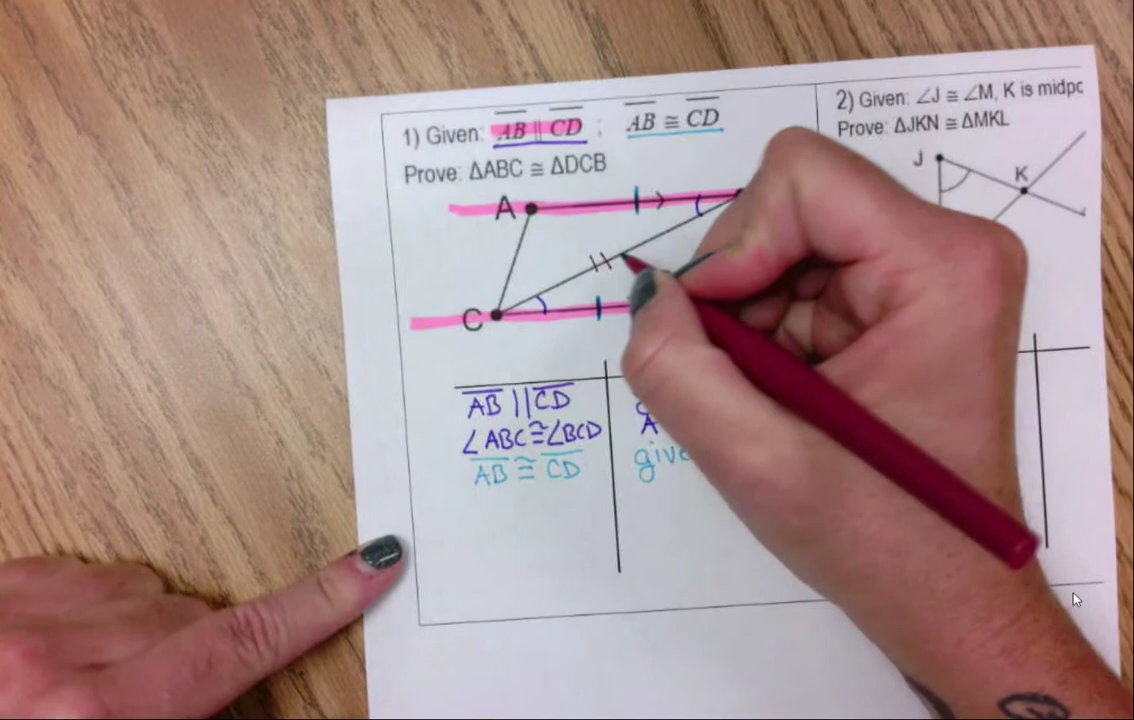 1) Given: AB || CD ; AB ≅ CD
Prove: ΔABC ≅ ΔDCB
A
C
AB || CD
∠ABC ≅ ∠BCD
A
AB ≅ CD
give
2) Given: ∠J ≅ ∠M, K is midpo
Prove: ΔJKN ≅ ΔMKL
J
K